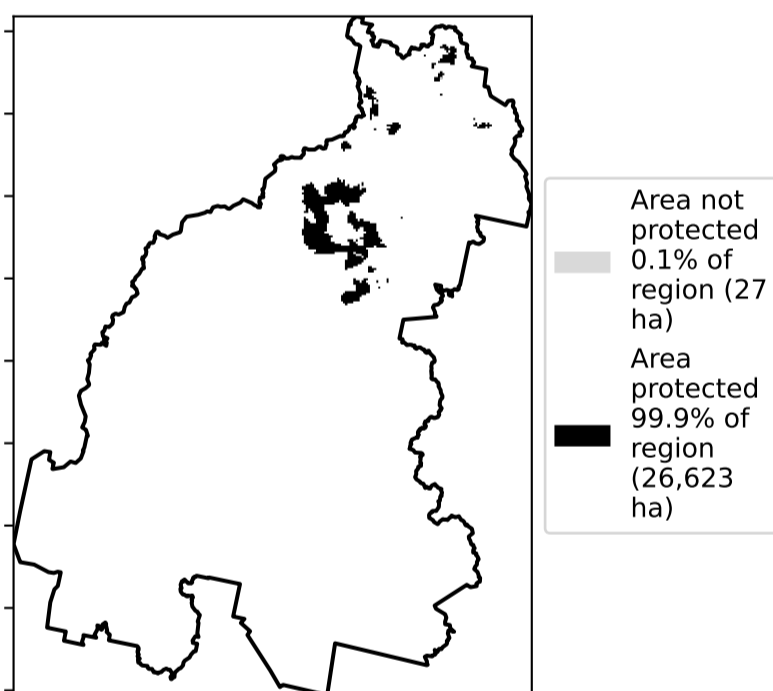 Area not
protected
0.1% of
region (27
ha)
Area
protected
99.9% of
region
(26,623
ha)